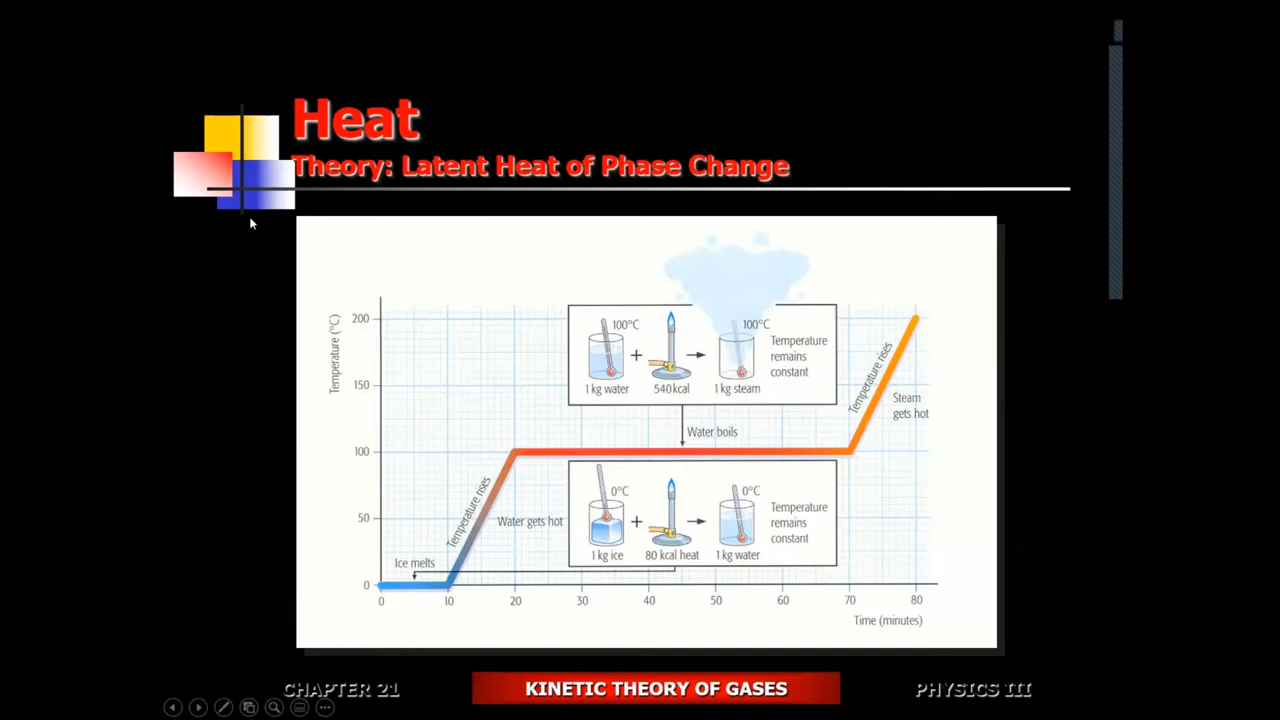 Heat
Theory: Latent Heat of Phase Change
Temperature (°C)
200
150
100
50
0
100°C
100°C
+
1 kg water
540 kcal
1 kg steam
Temperature
remains
constant
Water boils
Temperature rises
Steam
gets hot
0°C
0°C
+
1 kg ice
80 kcal heat
1 kg water
Temperature
remains
constant
Temperature rises
Water gets hot
Ice melts
0 10 20 30 40 50 60 70 80
Time (minutes)
CHAPTER 21
KINETIC THEORY OF GASES
PHYSICS III